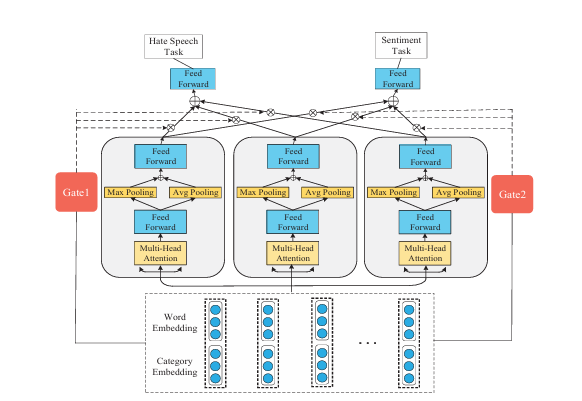 Hate Speech
Task
Sentiment
Task
Feed
Forward
Feed
Forward
Feed
Forward
Feed
Forward
Feed
Forward
Gate1
Max Pooling
Avg Pooling
Max Pooling
Avg Pooling
Max Pooling
Avg Pooling
Gate2
Feed
Forward
Feed
Forward
Feed
Forward
Multi-Head
Attention
Multi-Head
Attention
Multi-Head
Attention
Word
Embedding
...
Category
Embedding